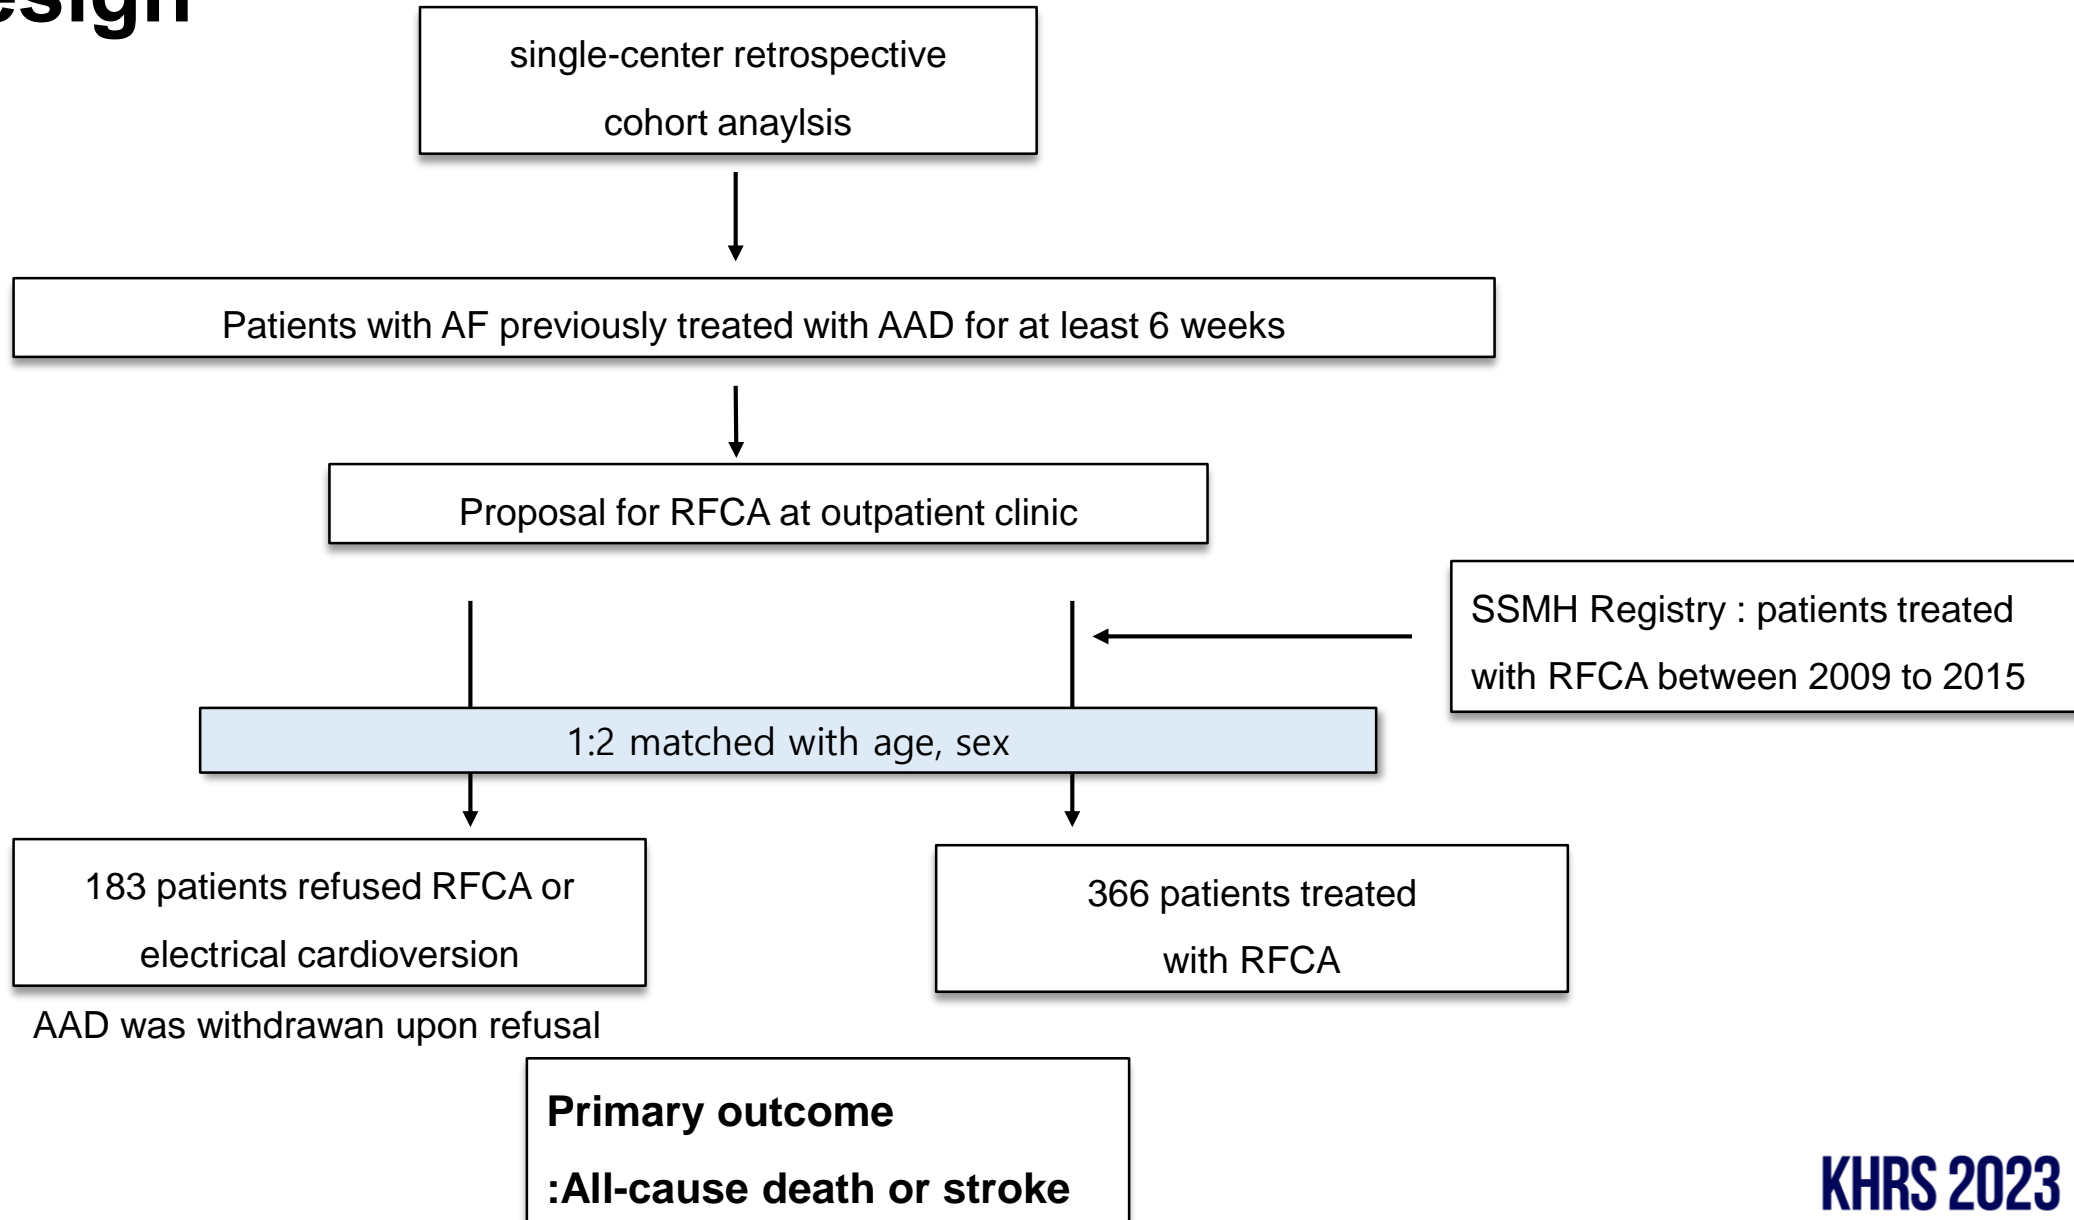 single-center retrospective
cohort anaylsis
Patients with AF previously treated with AAD for at least 6 weeks
Proposal for RFCA at outpatient clinic
SSMH Registry : patients treated
with RFCA between 2009 to 2015
1:2 matched with age, sex
183 patients refused RFCA or
electrical cardioversion
366 patients treated
with RFCA
AAD was withdrawan upon refusal
Primary outcome
:All-cause death or stroke
KHRS 2023